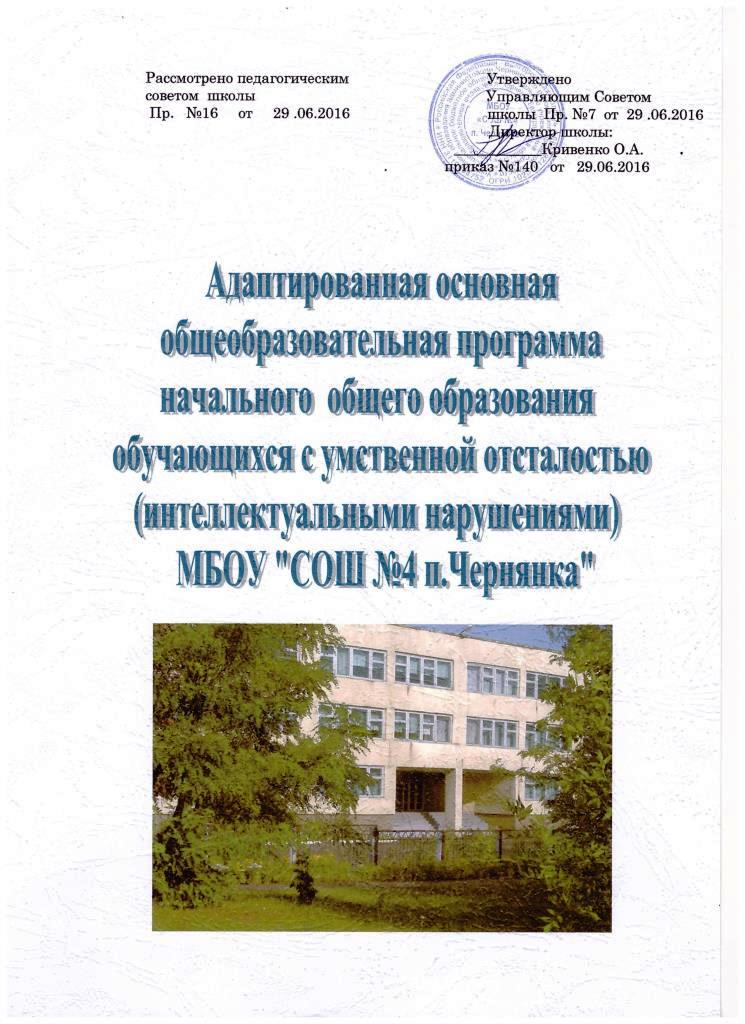 Рассмотрено педагогическим
советом школы
Пр. №16 от 29 .06.2016
Утверждено
Управляющим Советом
школы Пр. №7 от 29 .06.2016
Директор школы:
Кривенко О.А.
приказ №140 от 29.06.2016
МБОУ
Адаптированная основная
общеобразовательная программа
начального общего образования
обучающихся с умственной отсталостью
(интеллектуальными нарушениями)
МБОУ "СОШ №4 п.Чернянка"